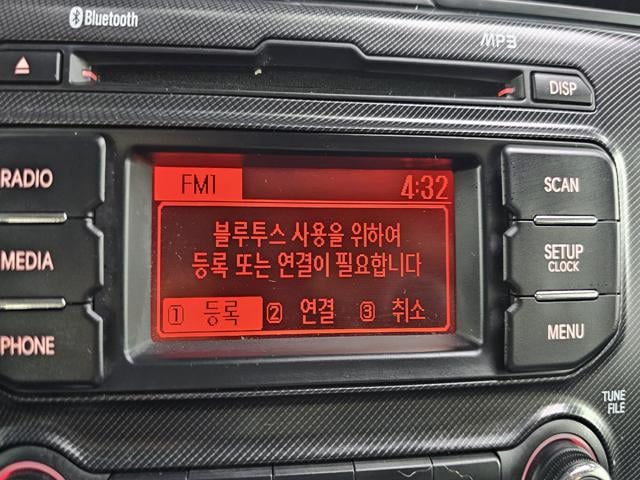 Bluetooth
MP3
DISP
RADIO
MEDIA
PHONE
FM1 4:32
블루투스 사용을 위하여
등록 또는 연결이 필요합니다
1 등록 2 연결 3 취소
SCAN
SETUP
CLOCK
MENU
TUNE
FILE